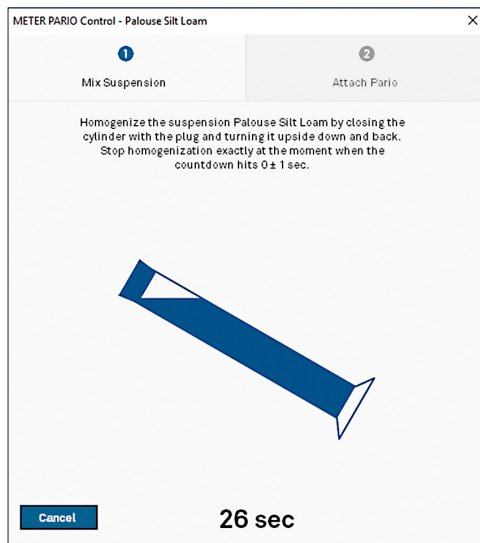 METER PARIO Control - Palouse Silt Loam
1
2
Mix Suspension
Attach Pario
Homogenize the suspension Palouse Silt Loam by closing the
cylinder with the plug and turning it upside down and back.
Stop homogenization exactly at the moment when the
countdown hits 0 ± 1 sec.
Cancel
26 sec